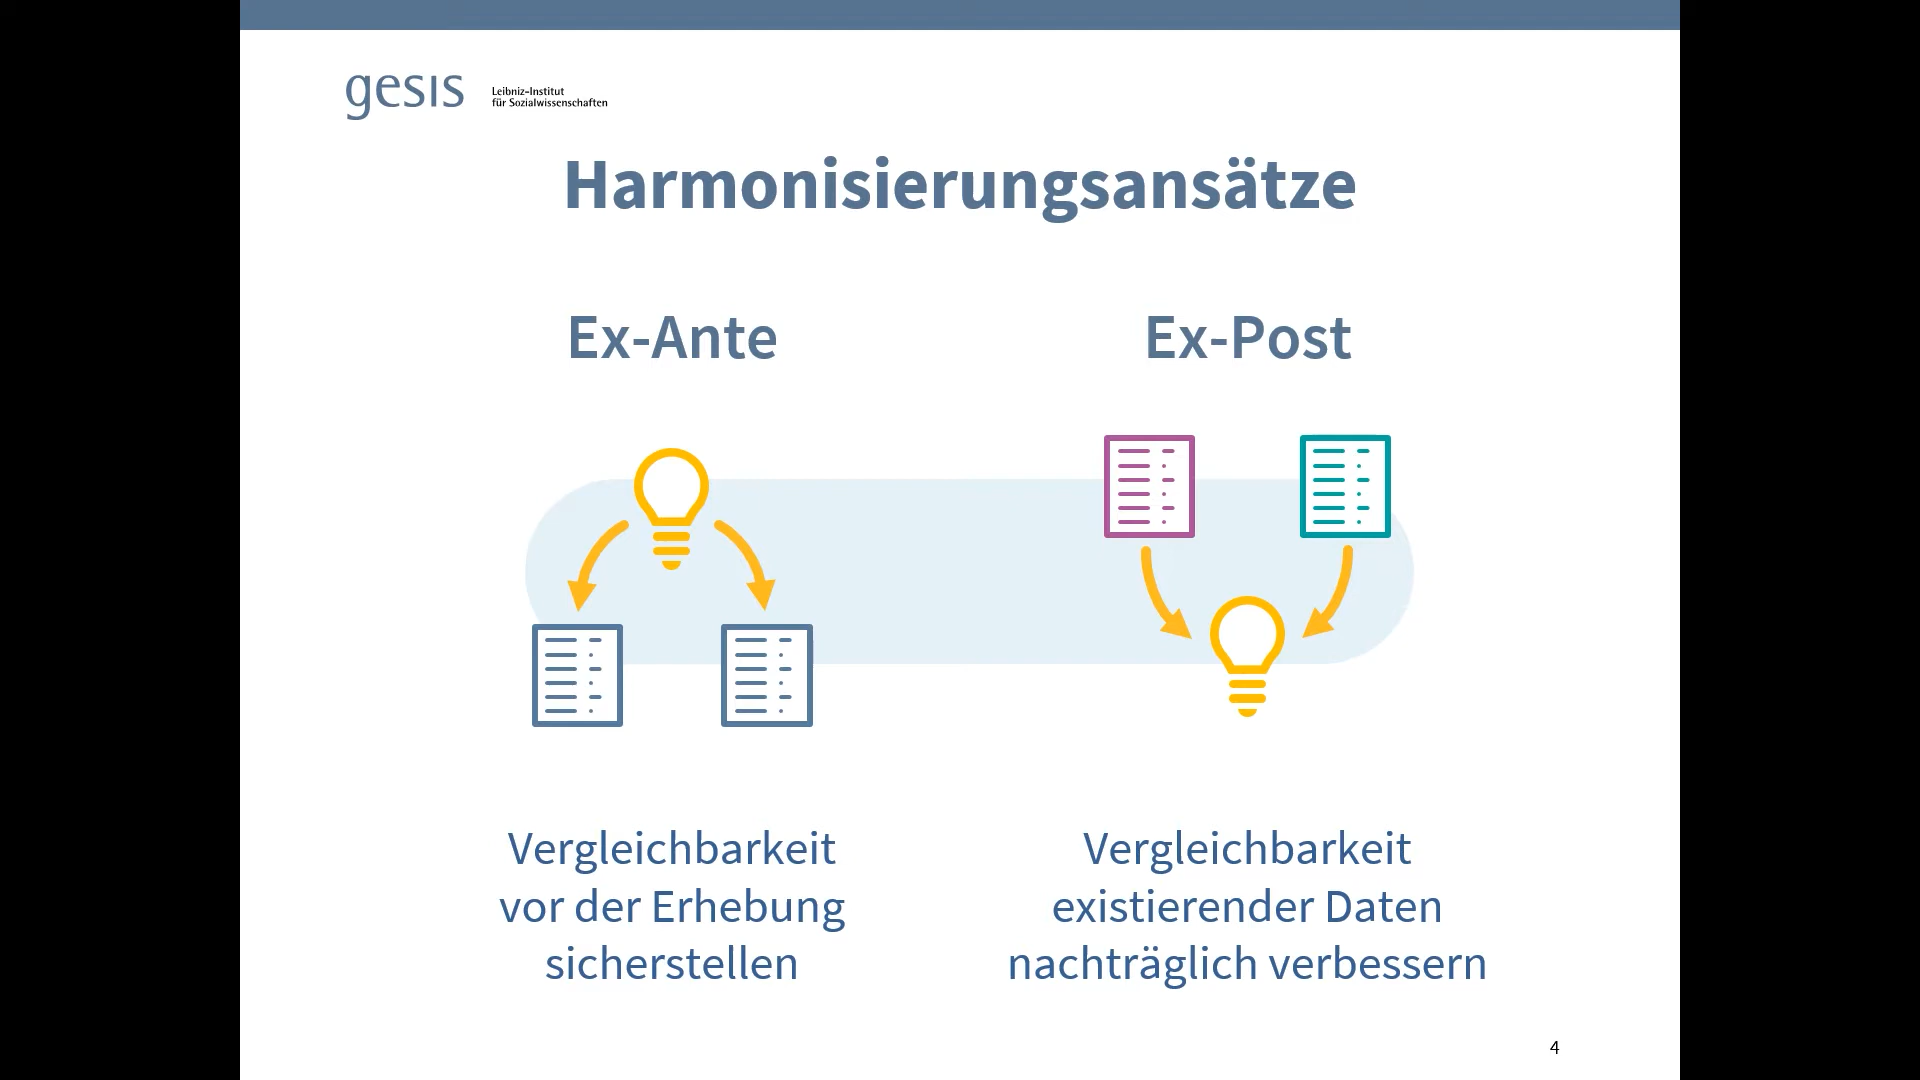 gesis
Leibniz-Institut
für Sozialwissenschaften
Harmonisierungsansätze
Ex-Ante
Vergleichbarkeit
vor der Erhebung
sicherstellen
Ex-Post
Vergleichbarkeit
existierender Daten
nachträglich verbessern
4